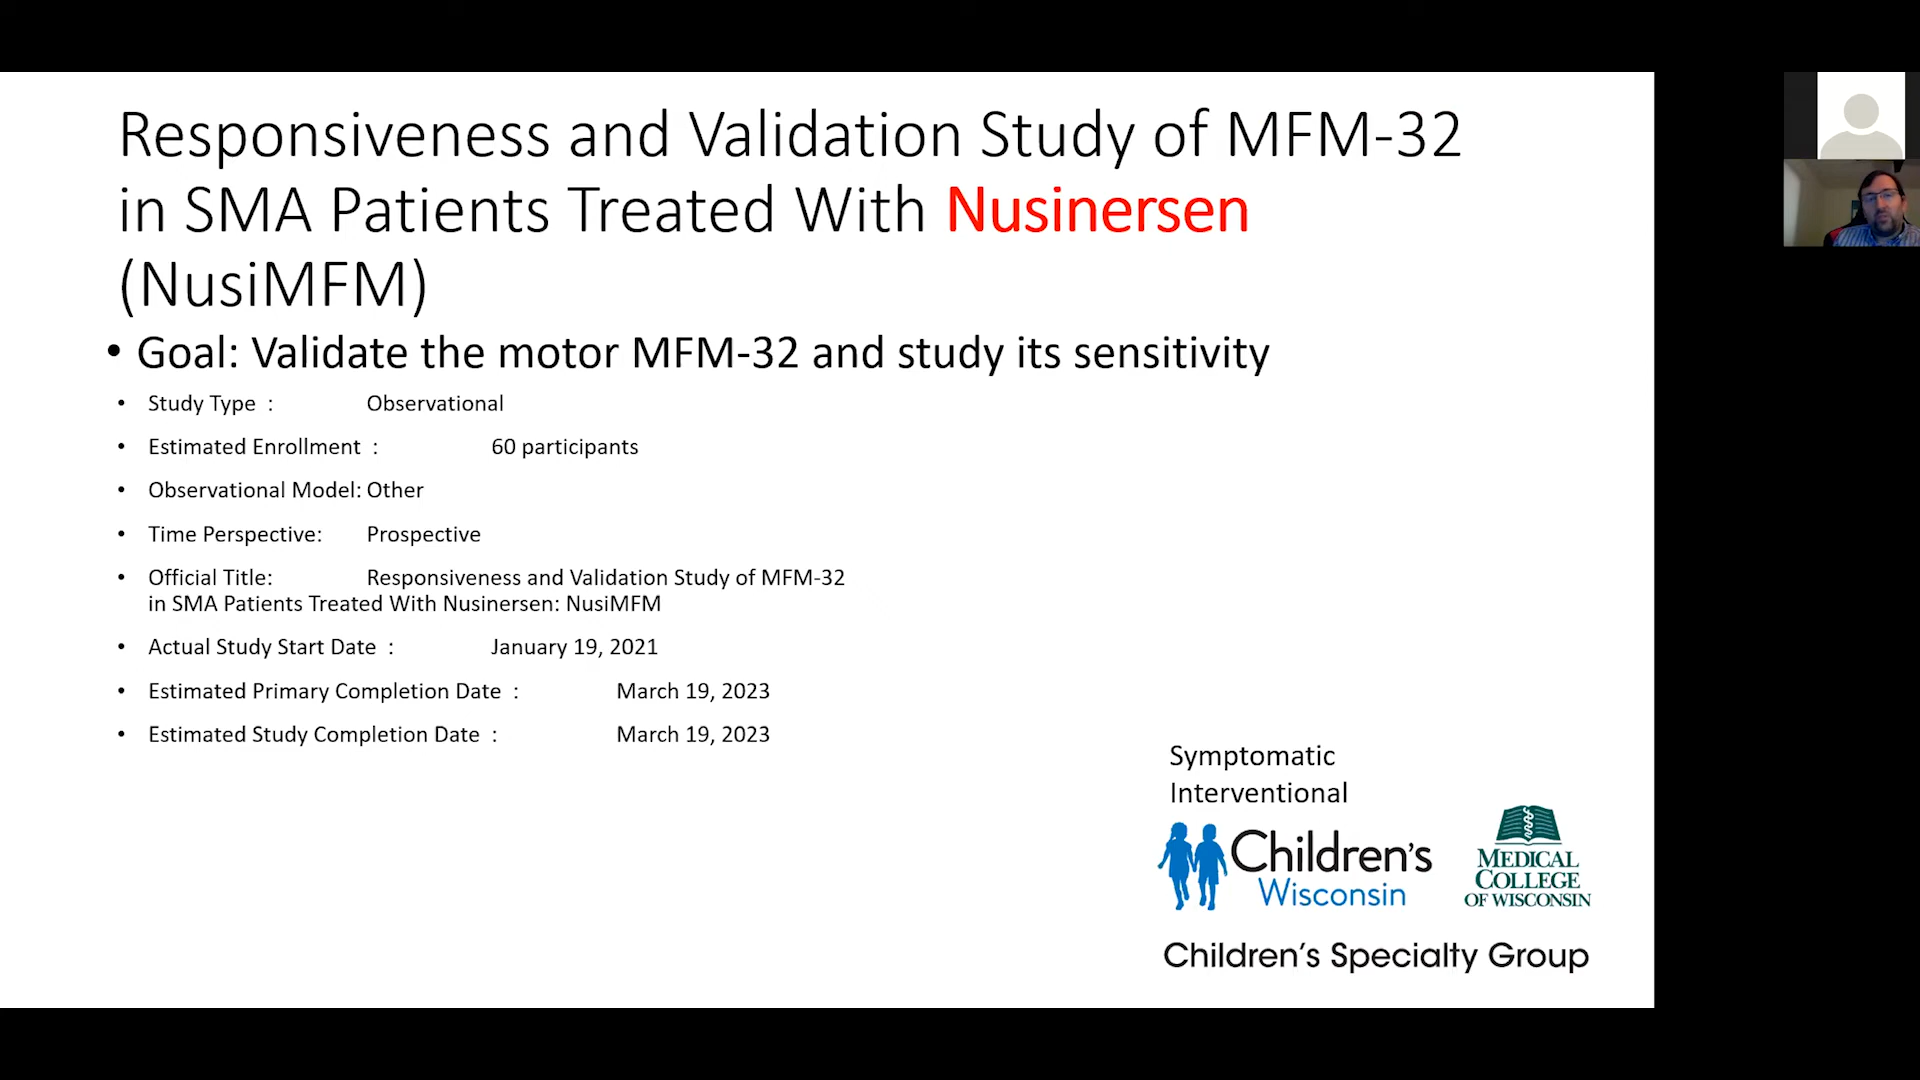 Responsiveness and Validation Study of MFM-32
in SMA Patients Treated With Nusinersen
(NusiMFM)
• Goal: Validate the motor MFM-32 and study its sensitivity
• Study Type : Observational
• Estimated Enrollment : 60 participants
• Observational Model: Other
• Time Perspective: Prospective
• Official Title: Responsiveness and Validation Study of MFM-32
in SMA Patients Treated With Nusinersen: NusiMFM
• Actual Study Start Date : January 19, 2021
• Estimated Primary Completion Date : March 19, 2023
• Estimated Study Completion Date : March 19, 2023
Symptomatic
Interventional
Children's
Wisconsin
MEDICAL
COLLEGE
OF WISCONSIN
Children's Specialty Group